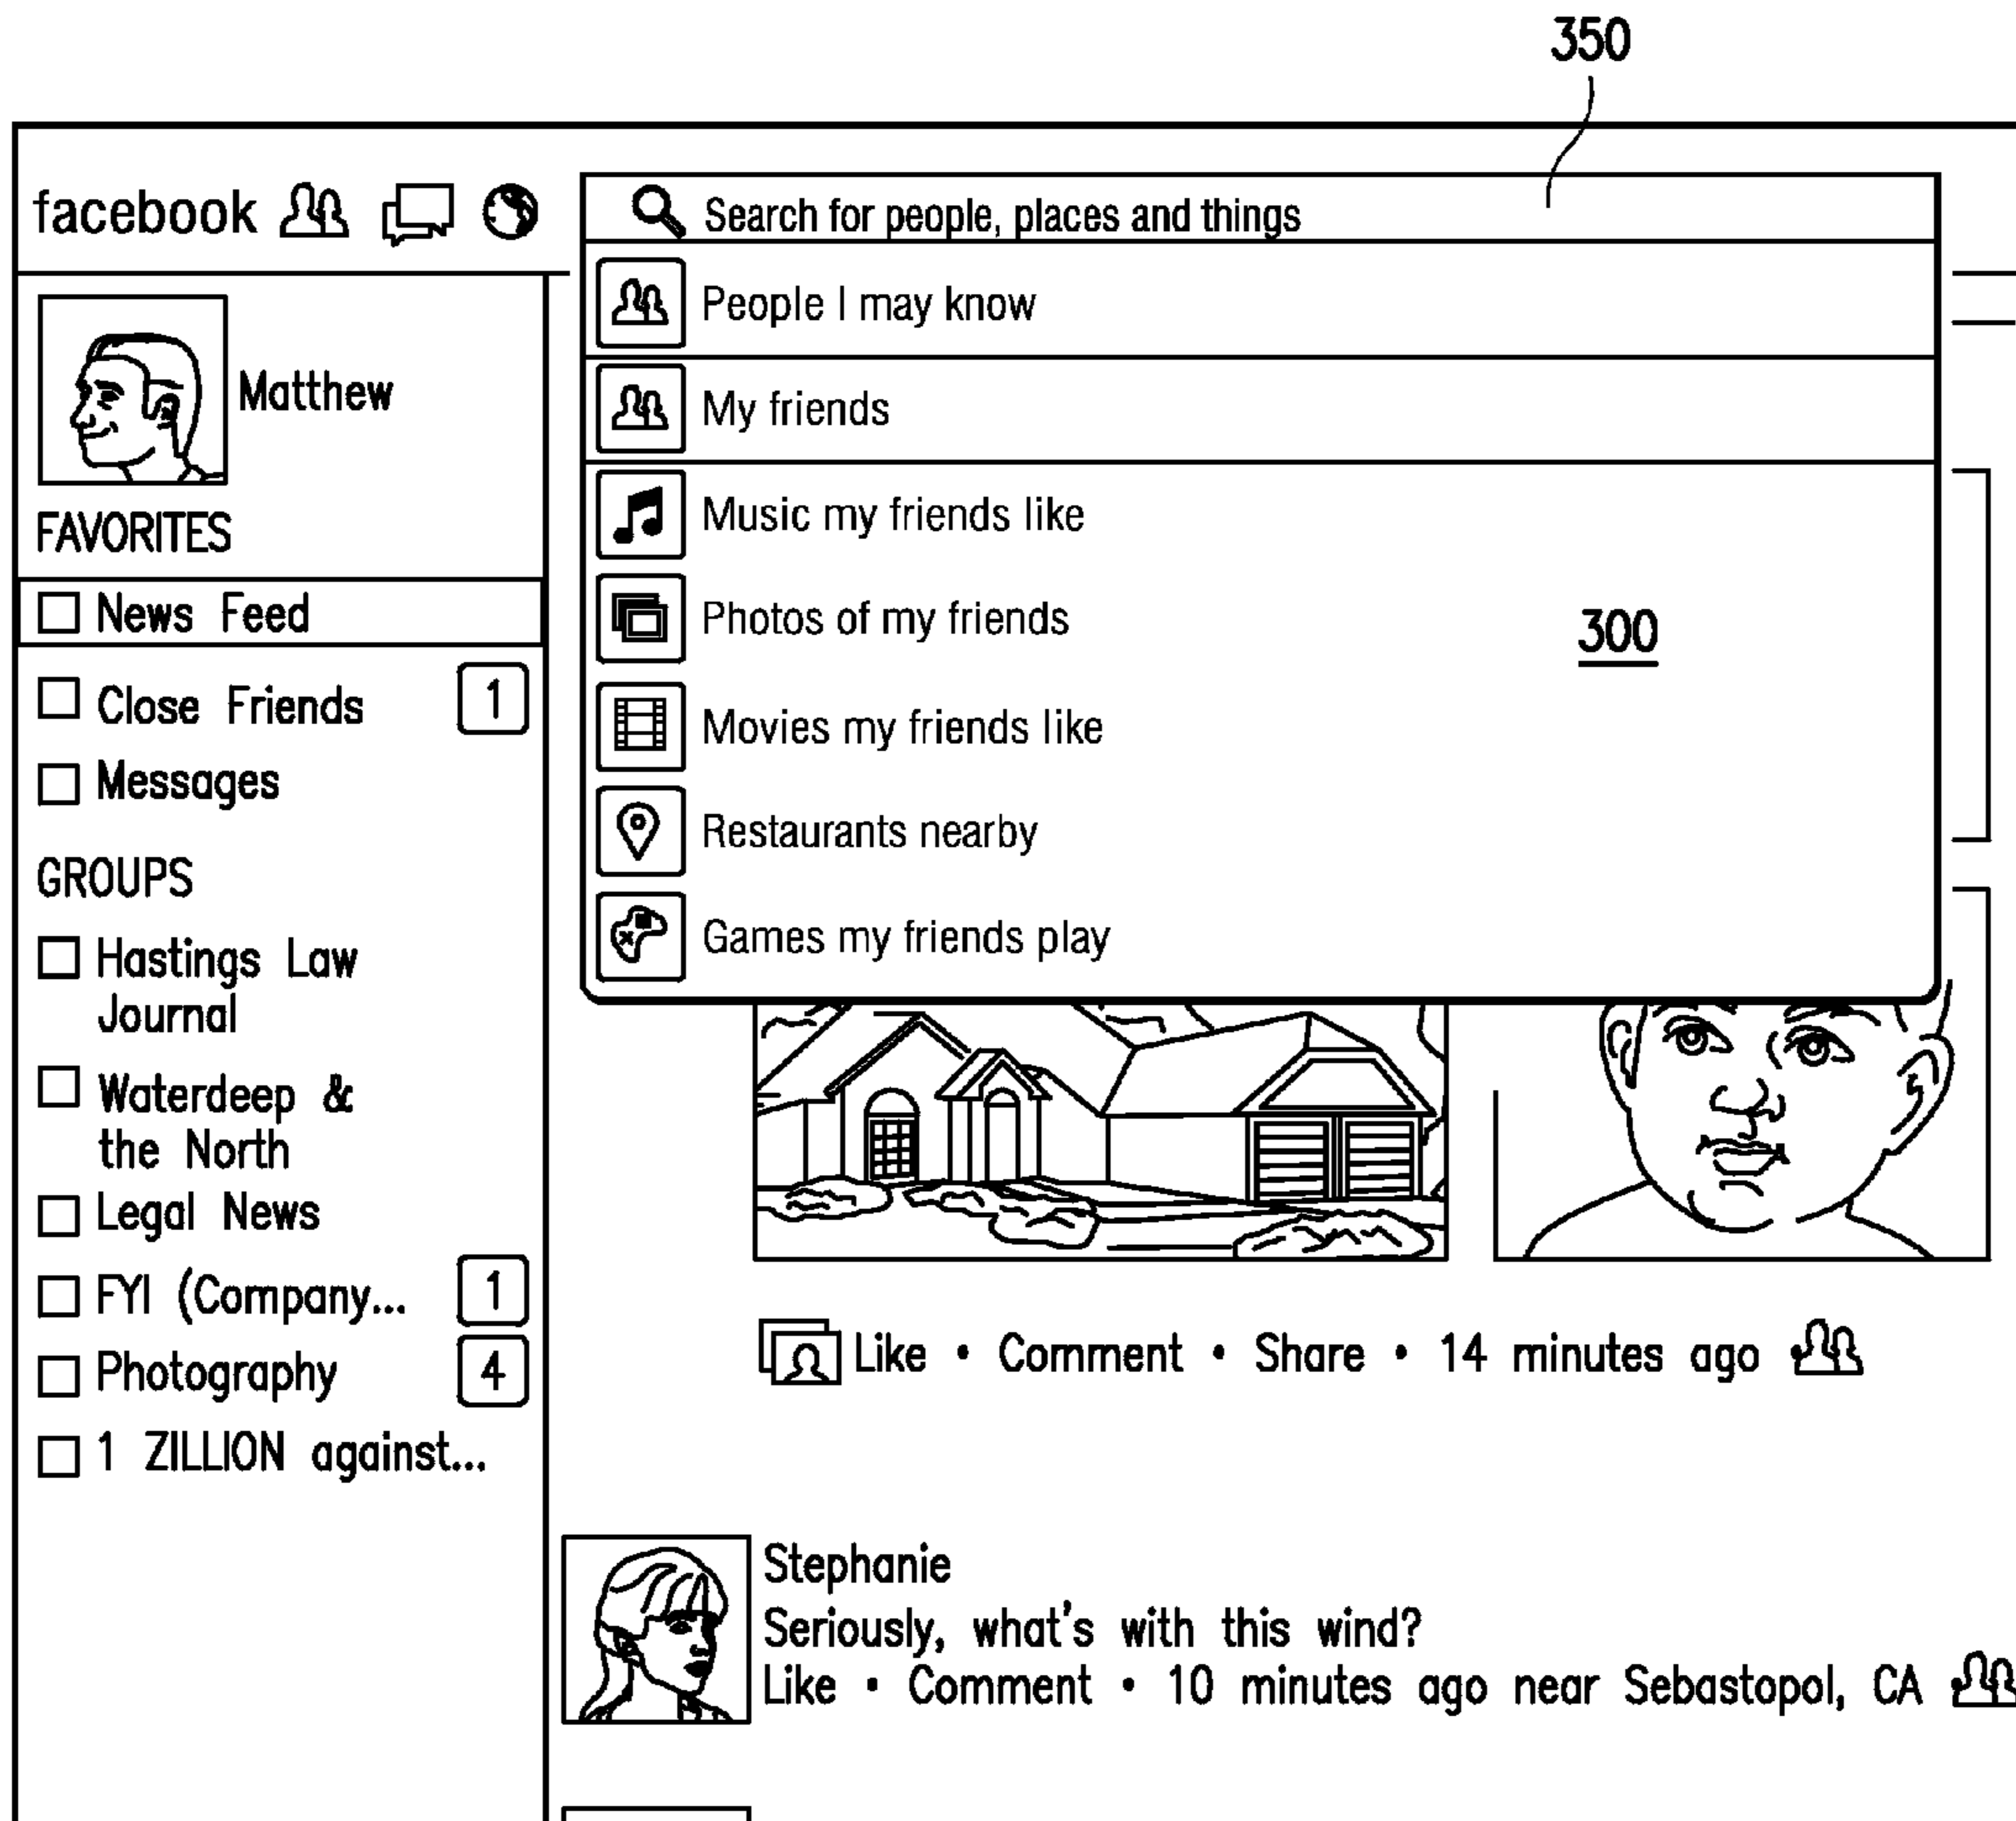 350
facebook
Search for people, places and things
People I may know
My friends
Music my friends like
Photos of my friends
300
Movies my friends like
Restaurants nearby
Games my friends play
Matthew
FAVORITES
News Feed
Close Friends 1
Messages
GROUPS
Hastings Law
Journal
Waterdeep &
the North
Legal News
FYI (Company... 1
Photography 4
1 ZILLION against...
Like • Comment • Share • 14 minutes ago
Stephanie
Seriously, what's with this wind?
Like • Comment • 10 minutes ago near Sebastopol, CA